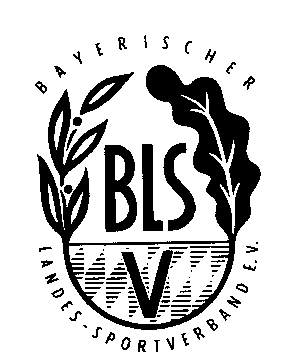 BAYERISCHER
BLS
V
LANDES-SPORTVERBAND E.V.